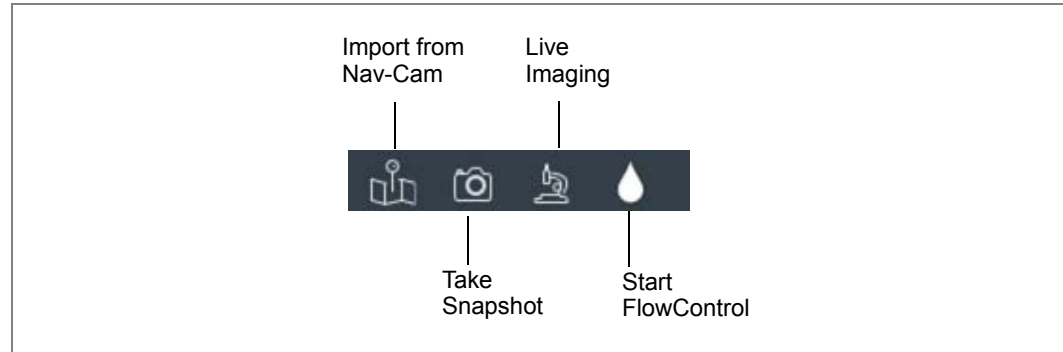 Import from
Nav-Cam
Live
Imaging
Take
Snapshot
Start
FlowControl